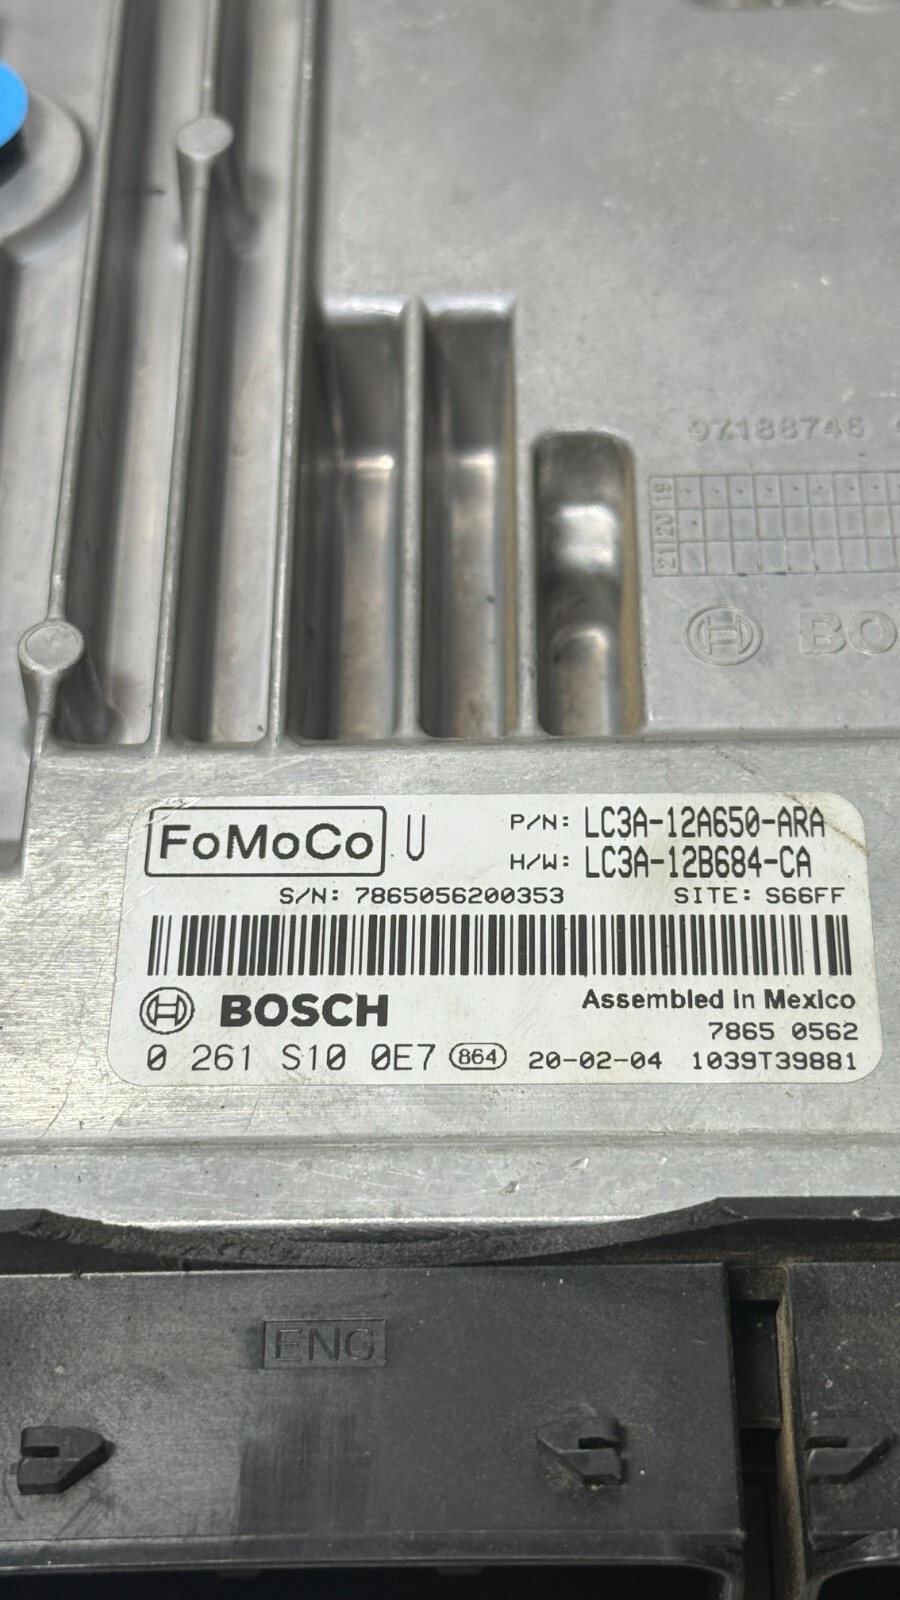 97188746
19
20
21
BO
FoMoCo U P/N: LC3A-12A650-ARA
H/W: LC3A-12B684-CA
S/N: 7865056200353 SITE: S66FF
BOSCH Assembled in Mexico
7865 0562
0 261 S10 0E7 864 20-02-04 1039T39881
ENG